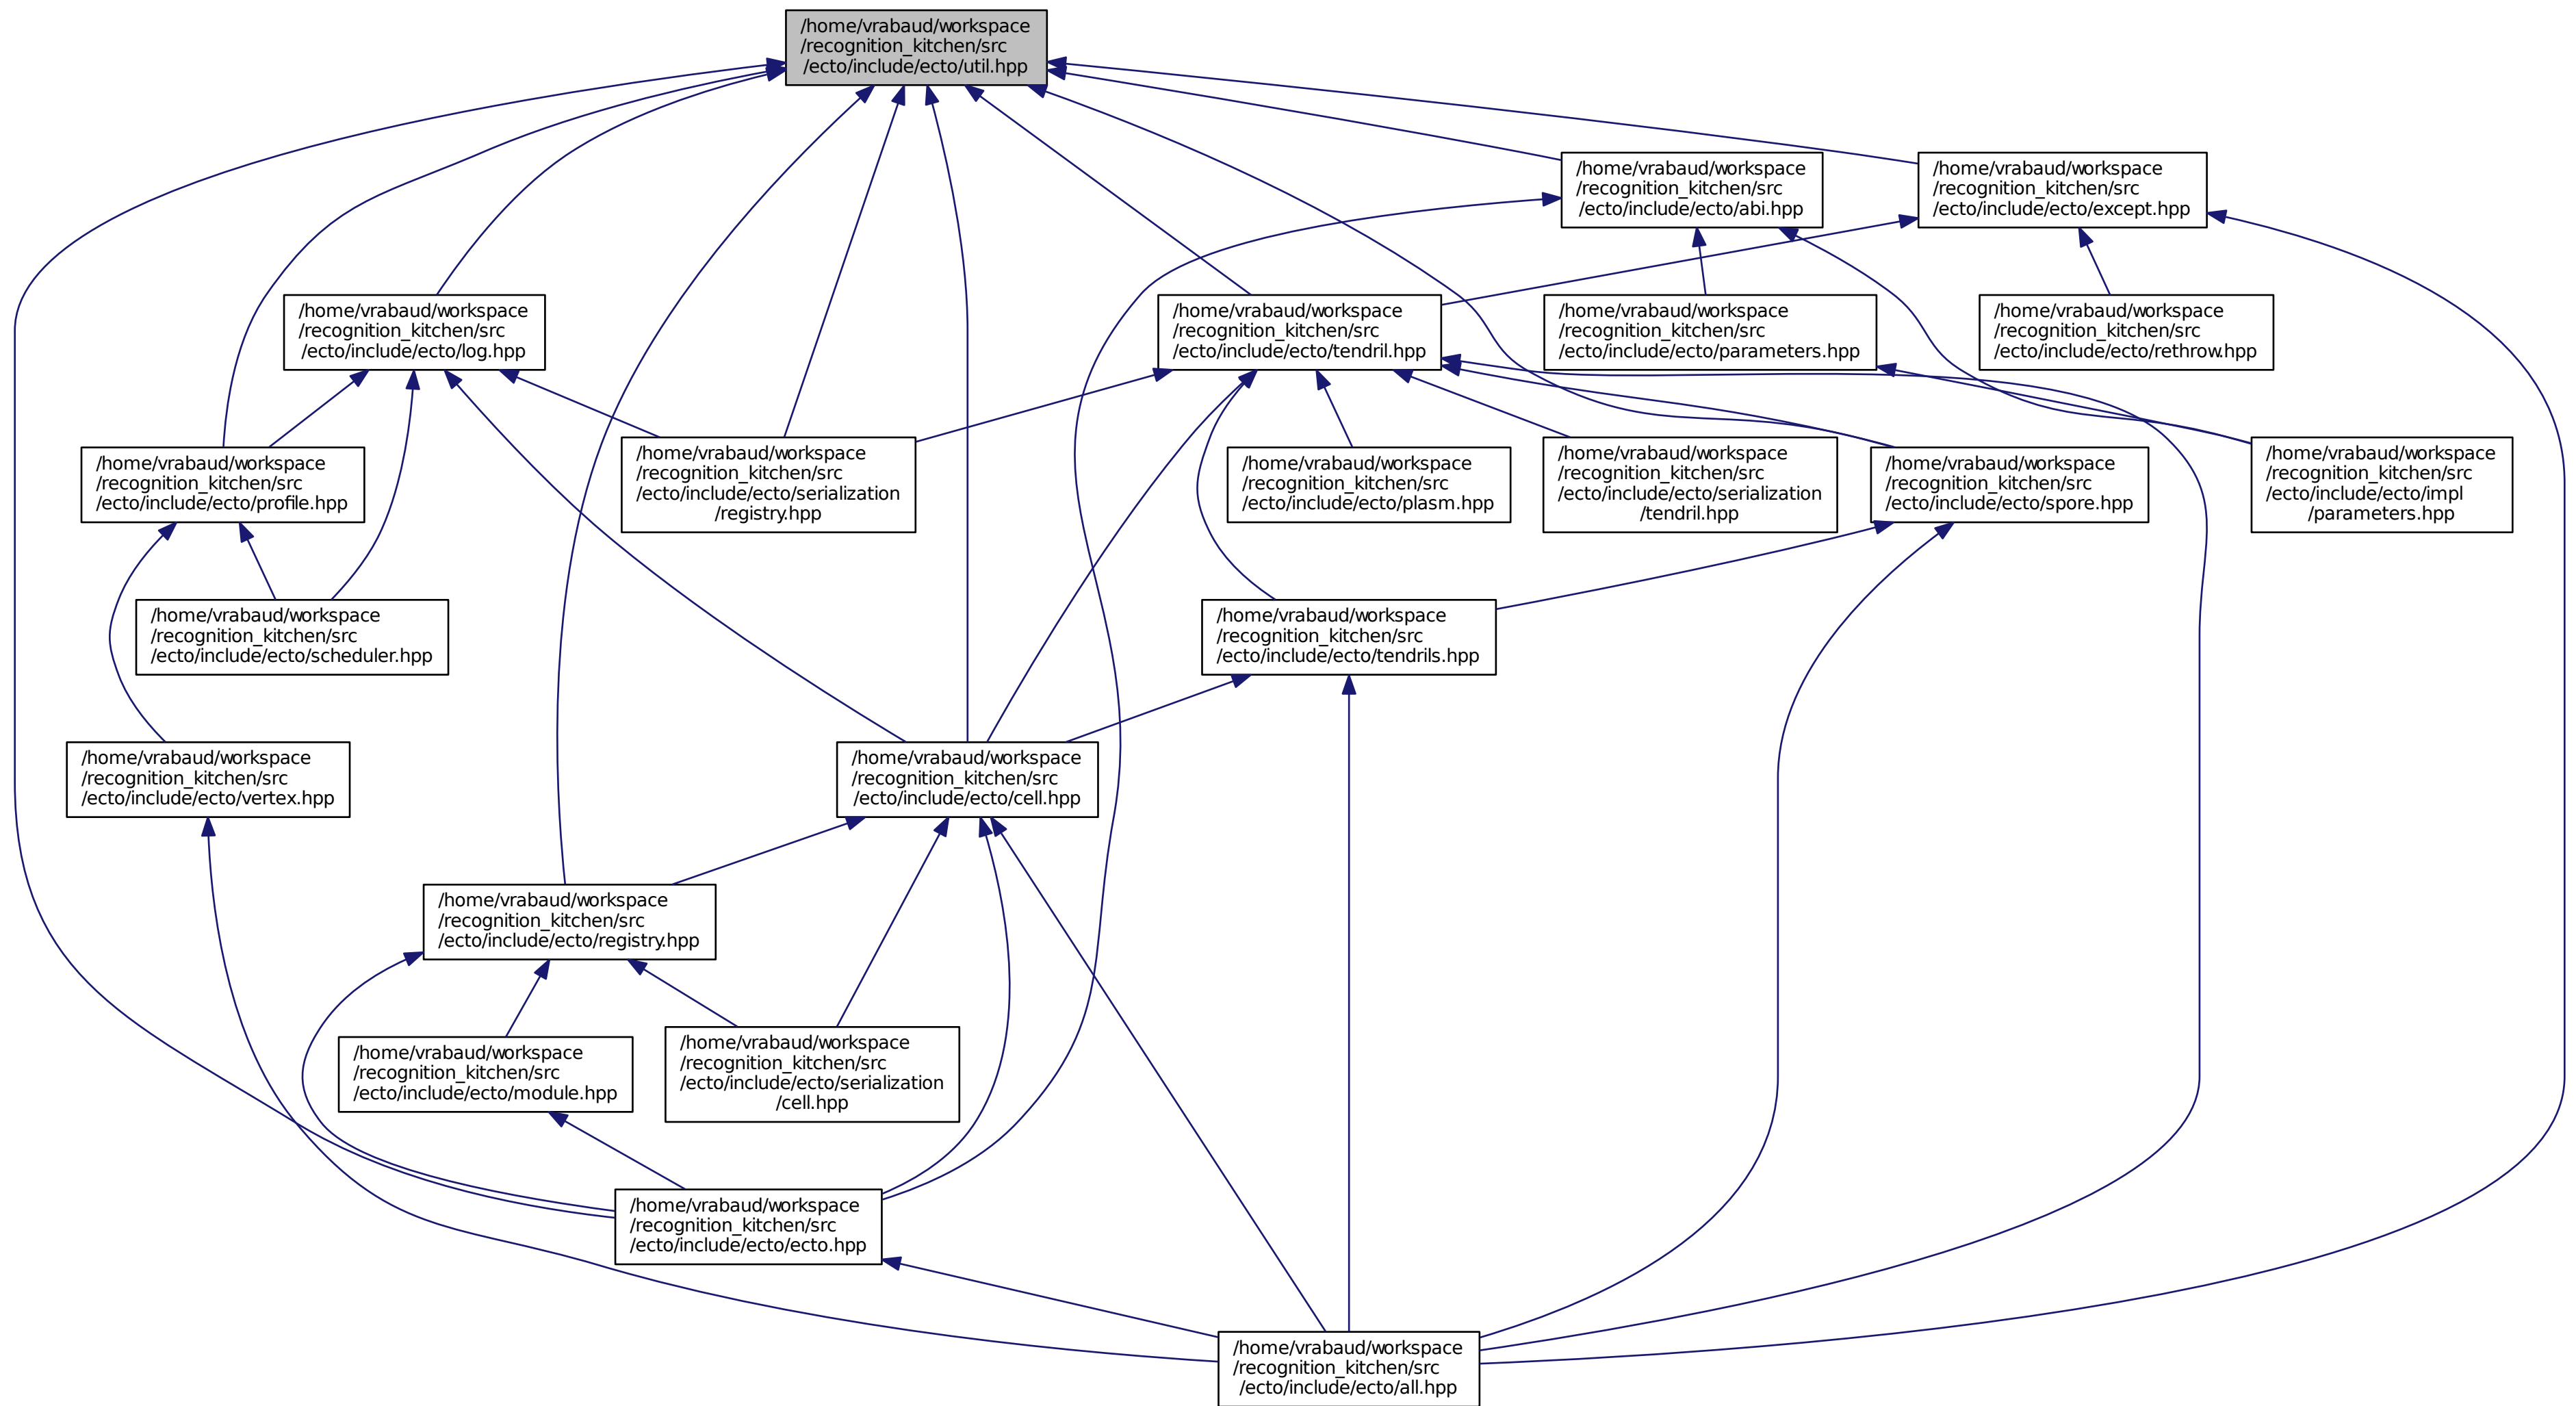 /home/vrabaud/workspace
/recognition_kitchen/src
/ecto/include/ecto/util.hpp
/home/vrabaud/workspace
/recognition_kitchen/src
/ecto/include/ecto/abi.hpp
/home/vrabaud/workspace
/recognition_kitchen/src
/ecto/include/ecto/except.hpp
/home/vrabaud/workspace
/recognition_kitchen/src
/ecto/include/ecto/log.hpp
/home/vrabaud/workspace
/recognition_kitchen/src
/ecto/include/ecto/tendril.hpp
/home/vrabaud/workspace
/recognition_kitchen/src
/ecto/include/ecto/parameters.hpp
/home/vrabaud/workspace
/recognition_kitchen/src
/ecto/include/ecto/rethrow.hpp
/home/vrabaud/workspace
/recognition_kitchen/src
/ecto/include/ecto/profile.hpp
/home/vrabaud/workspace
/recognition_kitchen/src
/ecto/include/ecto/serialization
/registry.hpp
/home/vrabaud/workspace
/recognition_kitchen/src
/ecto/include/ecto/plasm.hpp
/home/vrabaud/workspace
/recognition_kitchen/src
/ecto/include/ecto/serialization
/tendril.hpp
/home/vrabaud/workspace
/recognition_kitchen/src
/ecto/include/ecto/spore.hpp
/home/vrabaud/workspace
/recognition_kitchen/src
/ecto/include/ecto/impl
/parameters.hpp
/home/vrabaud/workspace
/recognition_kitchen/src
/ecto/include/ecto/scheduler.hpp
/home/vrabaud/workspace
/recognition_kitchen/src
/ecto/include/ecto/tendrils.hpp
/home/vrabaud/workspace
/recognition_kitchen/src
/ecto/include/ecto/vertex.hpp
/home/vrabaud/workspace
/recognition_kitchen/src
/ecto/include/ecto/cell.hpp
/home/vrabaud/workspace
/recognition_kitchen/src
/ecto/include/ecto/registry.hpp
/home/vrabaud/workspace
/recognition_kitchen/src
/ecto/include/ecto/module.hpp
/home/vrabaud/workspace
/recognition_kitchen/src
/ecto/include/ecto/serialization
/cell.hpp
/home/vrabaud/workspace
/recognition_kitchen/src
/ecto/include/ecto/ecto.hpp
/home/vrabaud/workspace
/recognition_kitchen/src
/ecto/include/ecto/all.hpp